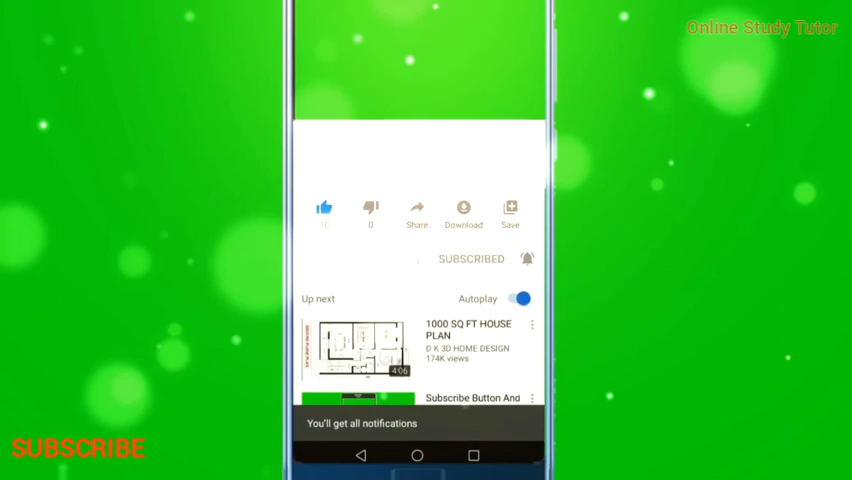 Online Study Tutor
10
0
Share
Download
Save
SUBSCRIBED
Up next
Autoplay
1000 SQ FT HOUSE
PLAN
D K 3D HOME DESIGN
174K views
4:06
Subscribe Button And
You'll get all notifications
SUBSCRIBE